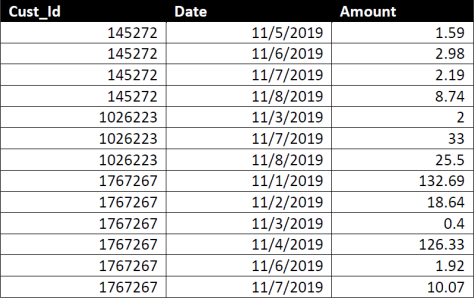 Cust_Id Date Amount
145272 11/5/2019 1.59
145272 11/6/2019 2.98
145272 11/7/2019 2.19
145272 11/8/2019 8.74
1026223 11/3/2019 2
1026223 11/7/2019 33
1026223 11/8/2019 25.5
1767267 11/1/2019 132.69
1767267 11/2/2019 18.64
1767267 11/3/2019 0.4
1767267 11/4/2019 126.33
1767267 11/6/2019 1.92
1767267 11/7/2019 10.07